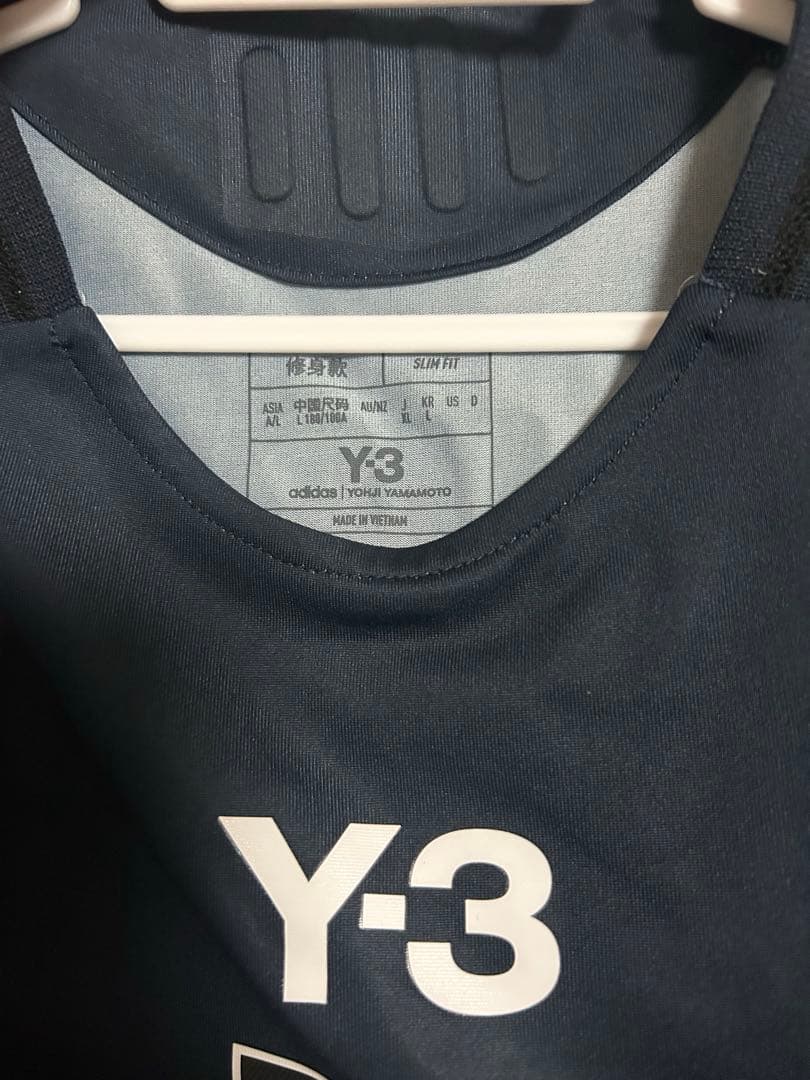 修身款 SLIM FIT
ASIA 中国尺码 AU/NZ J KR US D
A/L L 180/100A XL L
Y-3
adidas | YOHJI YAMAMOTO
MADE IN VIETNAM
Y-3